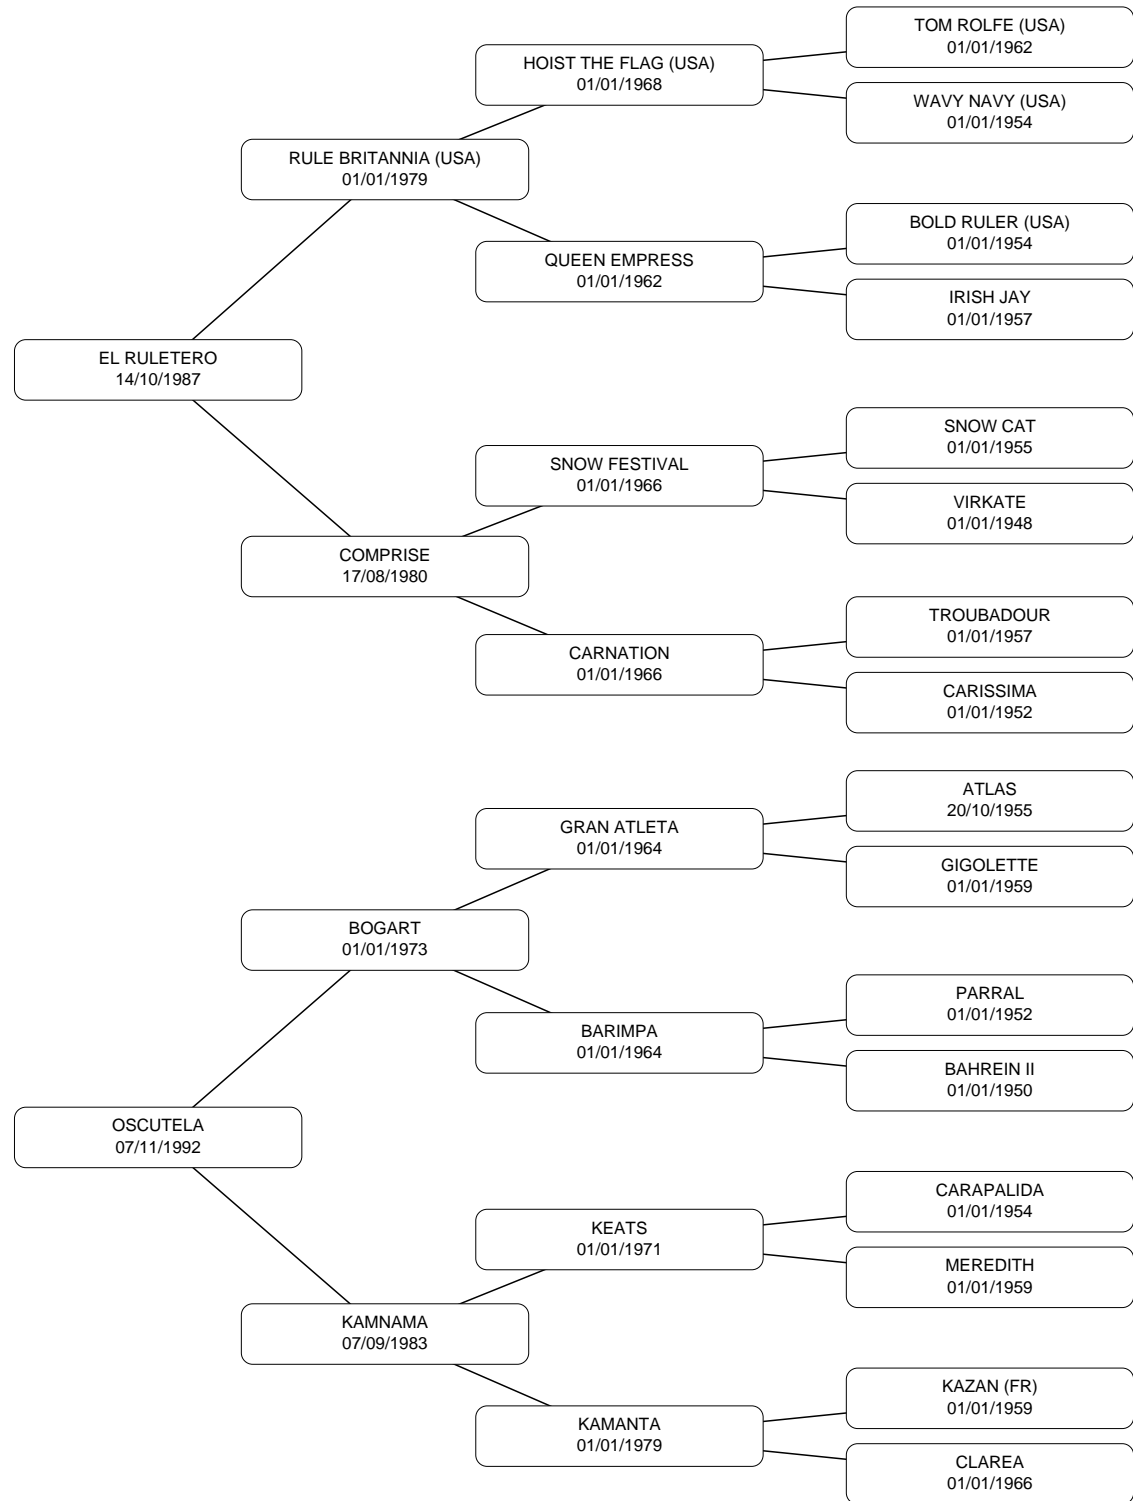 TOM ROLFE (USA)
01/01/1962
HOIST THE FLAG (USA)
01/01/1968
WAVY NAVY (USA)
01/01/1954
RULE BRITANNIA (USA)
01/01/1979
BOLD RULER (USA)
01/01/1954
QUEEN EMPRESS
01/01/1962
IRISH JAY
01/01/1957
EL RULETERO
14/10/1987
SNOW CAT
01/01/1955
SNOW FESTIVAL
01/01/1966
VIRKATE
01/01/1948
COMPRISE
17/08/1980
TROUBADOUR
01/01/1957
CARNATION
01/01/1966
CARISSIMA
01/01/1952
ATLAS
20/10/1955
GRAN ATLETA
01/01/1964
GIGOLETTE
01/01/1959
BOGART
01/01/1973
PARRAL
01/01/1952
BARIMPA
01/01/1964
BAHREIN II
01/01/1950
OSCUTELA
07/11/1992
CARAPALIDA
01/01/1954
KEATS
01/01/1971
MEREDITH
01/01/1959
KAMNAMA
07/09/1983
KAZAN (FR)
01/01/1959
KAMANTA
01/01/1979
CLAREA
01/01/1966